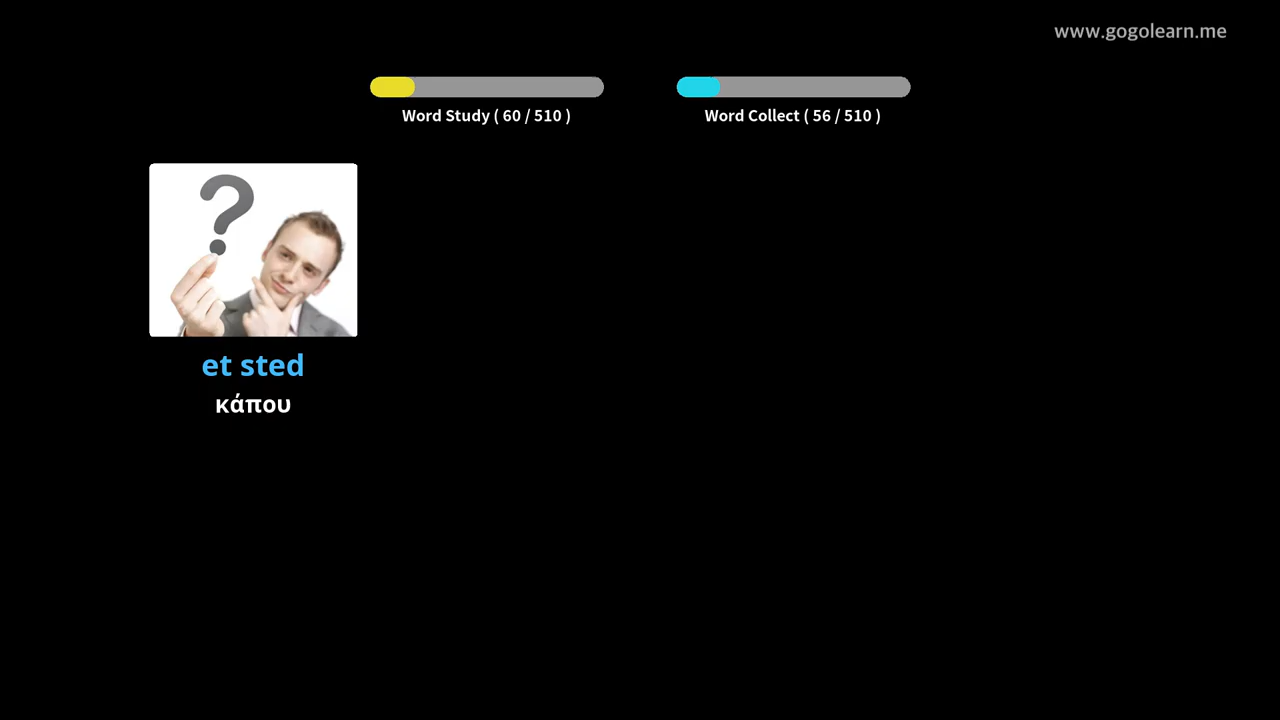 www.gogolearn.me
Word Study ( 60 / 510 )
Word Collect ( 56 / 510 )
?
et sted
κάπου